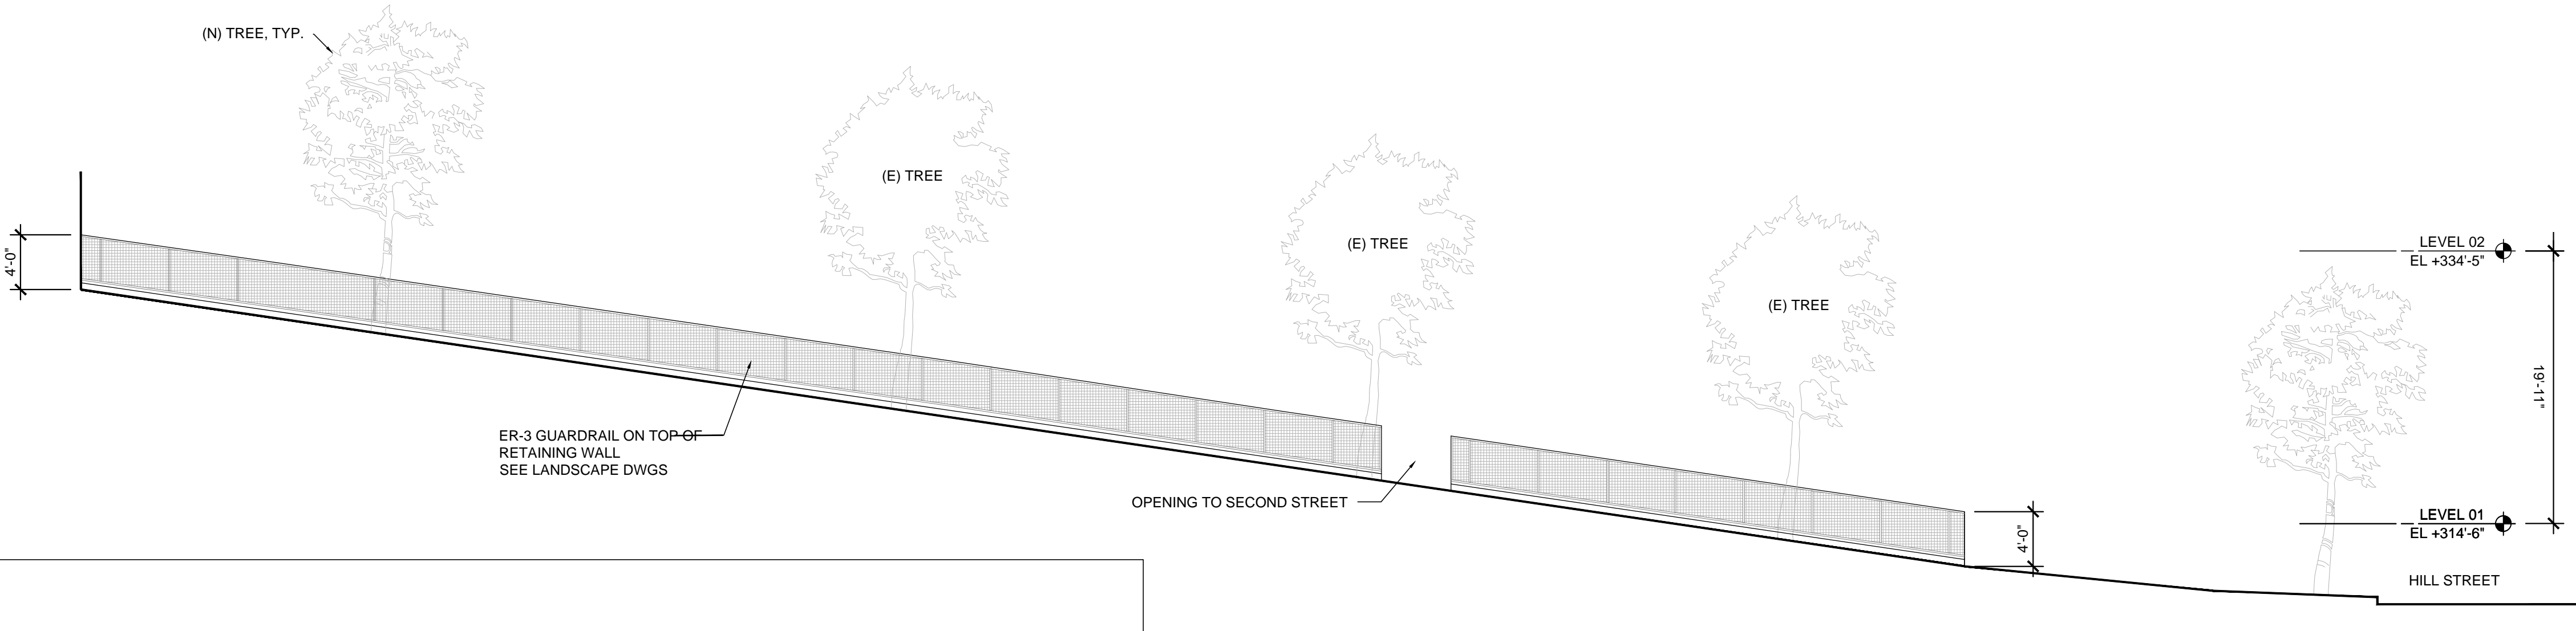 (N) TREE, TYP.
(E) TREE
(E) TREE
(E) TREE
4'-0"
LEVEL 02
EL +334'-5"
19'-11"
ER-3 GUARDRAIL ON TOP OF
RETAINING WALL
SEE LANDSCAPE DWGS
OPENING TO SECOND STREET
4'-0"
LEVEL 01
EL +314'-6"
HILL STREET